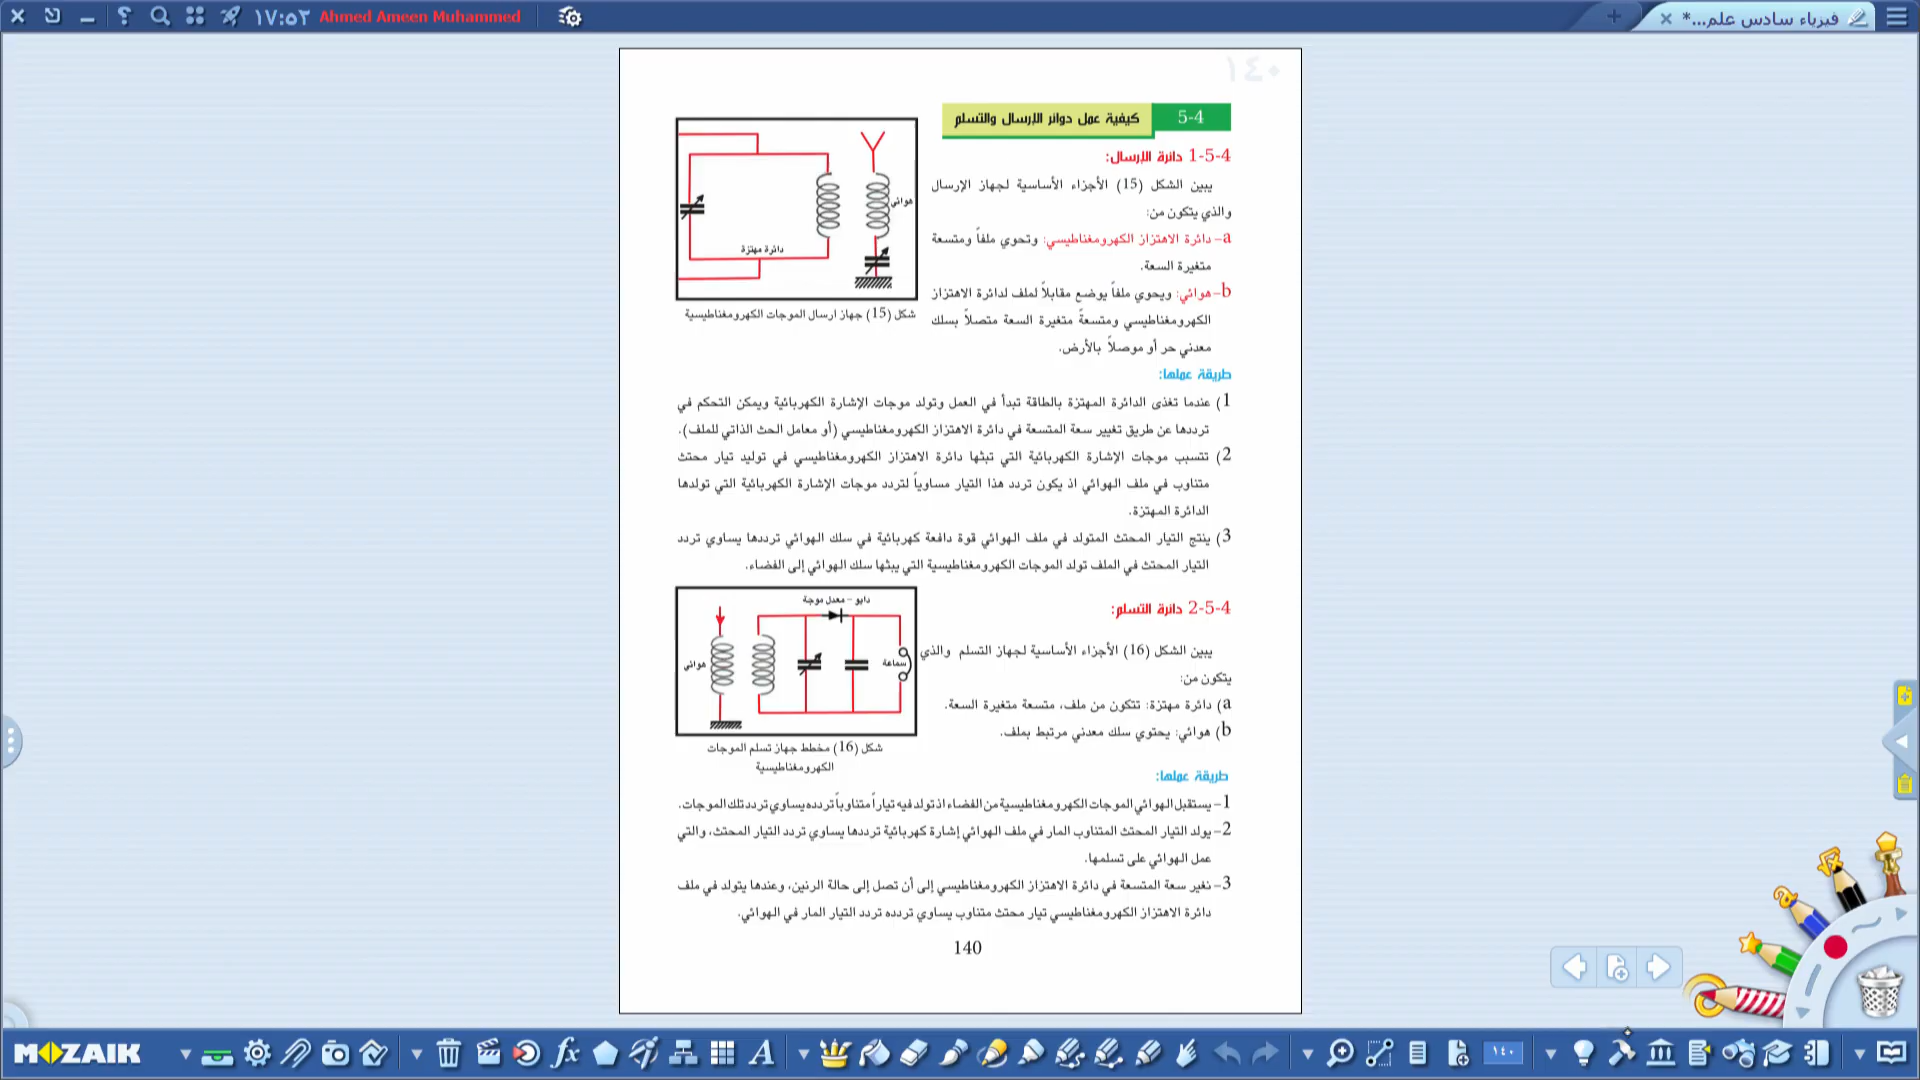 ١٧:٥٣ Ahmed Ameen Muhammed
فيزياء سادس علم...*
١٤٠
5-4 كيفية عمل دوائر الإرسال والتسلم
1-5-4 دائرة الإرسال:
يبين الشكل (15) الأجزاء الأساسية لجهاز الإرسال
والذي يتكون من:
a- دائرة الاهتزاز الكهرومغناطيسي: وتحوي ملفاً ومتسعة
متغيرة السعة.
b- هوائي: ويحوي ملفاً يوضع مقابلاً لملف لدائرة الاهتزاز
الكهرومغناطيسي ومتسعةً متغيرة السعة متصلاً بسلك
معدني حر أو موصلاً بالأرض.
هوائي
دائرة مهتزة
شكل (15) جهاز ارسال الموجات الكهرومغناطيسية
طريقة عملها:
1) عندما تغذى الدائرة المهتزة بالطاقة تبدأ في العمل وتولد موجات الإشارة الكهربائية ويمكن التحكم في
ترددها عن طريق تغيير سعة المتسعة في دائرة الاهتزاز الكهرومغناطيسي (أو معامل الحث الذاتي للملف).
2) تتسبب موجات الإشارة الكهربائية التي تبثها دائرة الاهتزاز الكهرومغناطيسي في توليد تيار محتث
متناوب في ملف الهوائي اذ يكون تردد هذا التيار مساوياً لتردد موجات الإشارة الكهربائية التي تولدها
الدائرة المهتزة.
3) ينتج التيار المحتث المتولد في ملف الهوائي قوة دافعة كهربائية في سلك الهوائي ترددها يساوي تردد
التيار المحتث في الملف تولد الموجات الكهرومغناطيسية التي يبثها سلك الهوائي إلى الفضاء.
2-5-4 دائرة التسلم:
يبين الشكل (16) الأجزاء الأساسية لجهاز التسلم والذي
يتكون من:
a) دائرة مهتزة: تتكون من ملف، متسعة متغيرة السعة.
b) هوائي: يحتوي سلك معدني مرتبط بملف.
دايو - معدل موجة
سماعة
هوائي
شكل (16) مخطط جهاز تسلم الموجات
الكهرومغناطيسية
طريقة عملها:
1- يستقبل الهوائي الموجات الكهرومغناطيسية من الفضاء اذ تولد فيه تياراً متناوباً تردده يساوي تردد تلك الموجات.
2- يولد التيار المحتث المتناوب المار في ملف الهوائي إشارة كهربائية ترددها يساوي تردد التيار المحتث، والتي
عمل الهوائي على تسلمها.
3- نغير سعة المتسعة في دائرة الاهتزاز الكهرومغناطيسي إلى أن تصل إلى حالة الرنين، وعندها يتولد في ملف
دائرة الاهتزاز الكهرومغناطيسي تيار محتث متناوب يساوي تردده تردد التيار المار في الهوائي.
140
MOZAIK
١٤٠